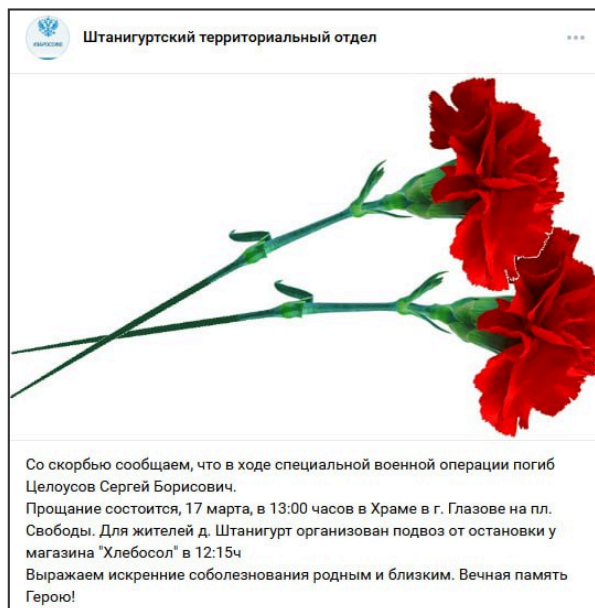 Штанигуртский территориальный отдел
Со скорбью сообщаем, что в ходе специальной военной операции погиб
Целоусов Сергей Борисович.
Прощание состоится, 17 марта, в 13:00 часов в Храме в г. Глазове на пл.
Свободы. Для жителей д. Штанигурт организован подвоз от остановки у
магазина "Хлебосол" в 12:15ч
Выражаем искренние соболезнования родным и близким. Вечная память
Герою!